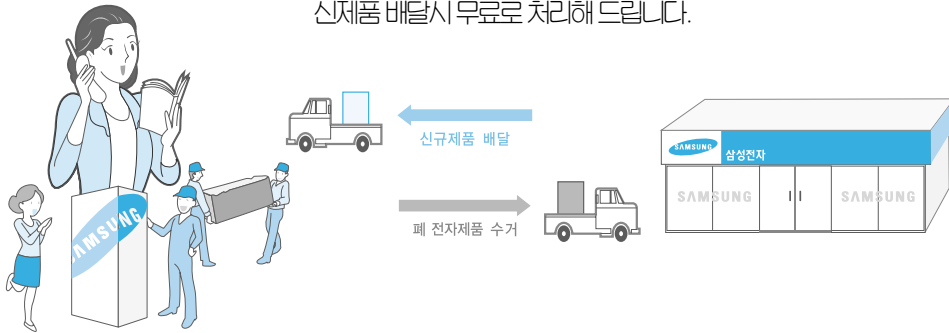 신제품 배달시 무료로 처리해 드립니다.
신규제품 배달
폐 전자제품 수거
SAMSUNG 삼성전자
SAMSUNG SAMSUNG
SAMSUNG